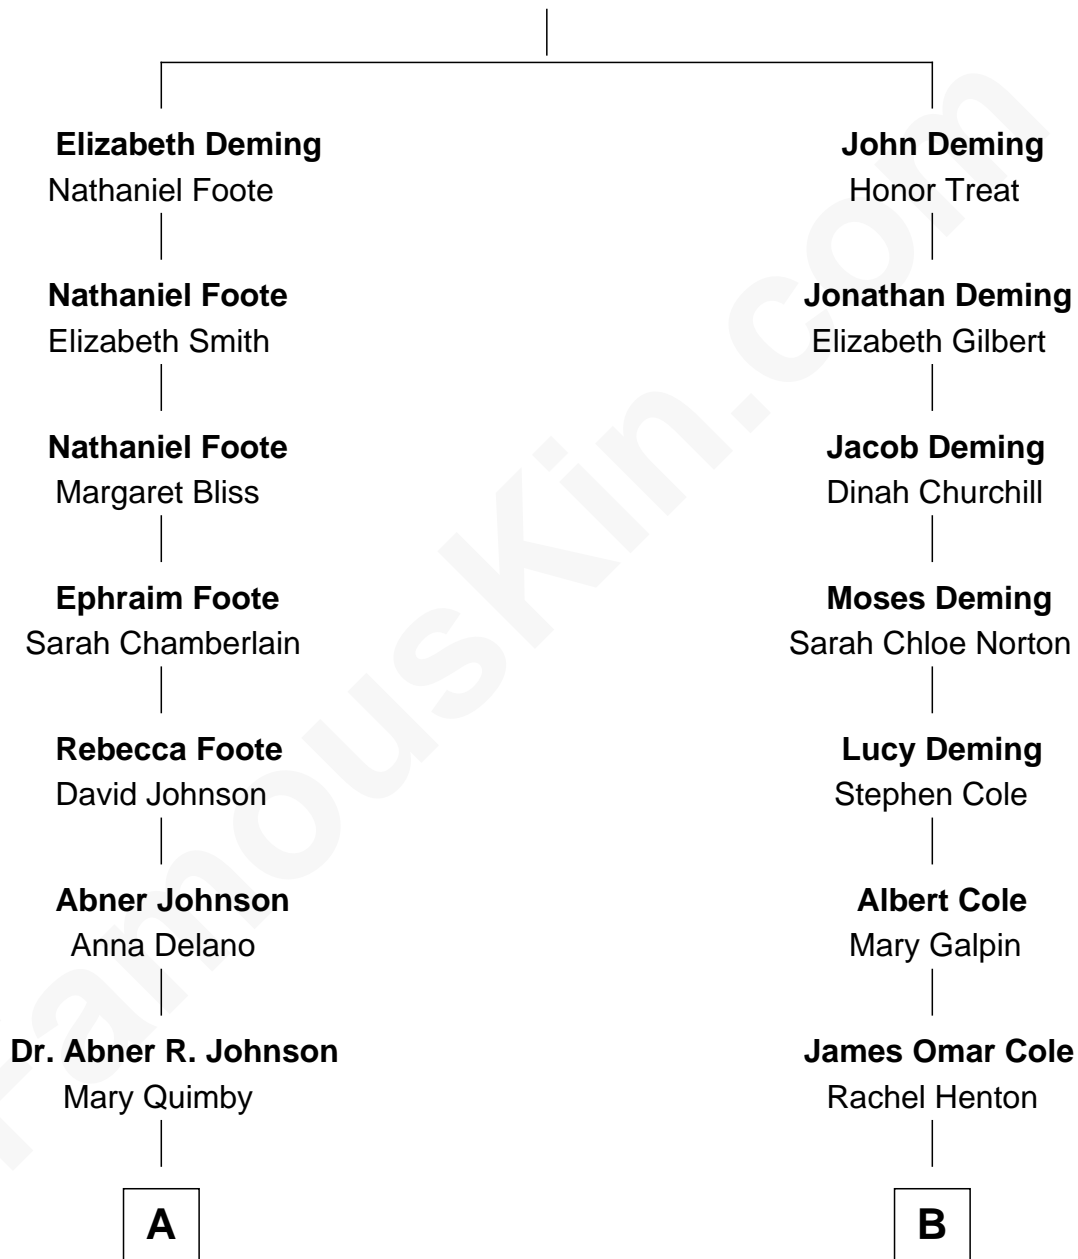 Elizabeth Deming
Nathaniel Foote
Nathaniel Foote
Elizabeth Smith
Nathaniel Foote
Margaret Bliss
Ephraim Foote
Sarah Chamberlain
Rebecca Foote
David Johnson
Abner Johnson
Anna Delano
Dr. Abner R. Johnson
Mary Quimby
A
John Deming
Honor Treat
Jonathan Deming
Elizabeth Gilbert
Jacob Deming
Dinah Churchill
Moses Deming
Sarah Chloe Norton
Lucy Deming
Stephen Cole
Albert Cole
Mary Galpin
James Omar Cole
Rachel Henton
B
FamousKin.com